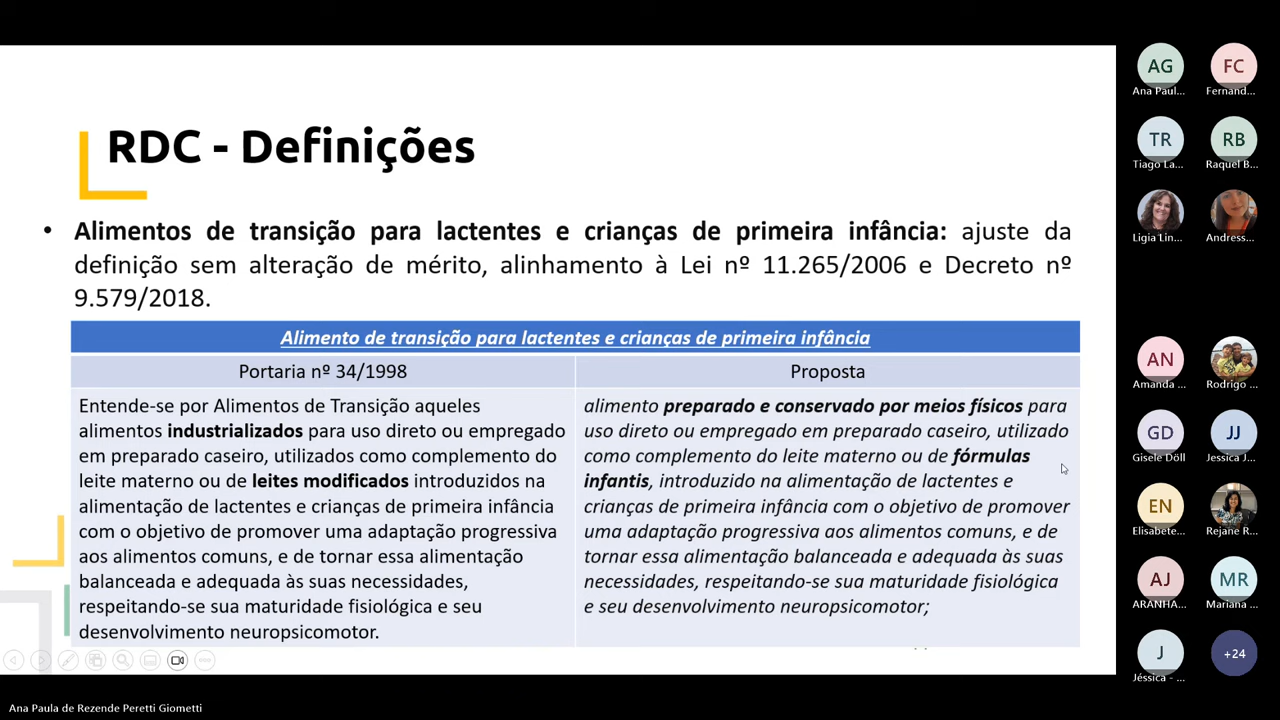 RDC - Definições
• Alimentos de transição para lactentes e crianças de primeira infância: ajuste da
definição sem alteração de mérito, alinhamento à Lei nº 11.265/2006 e Decreto nº
9.579/2018.
Alimento de transição para lactentes e crianças de primeira infância
Portaria nº 34/1998
Entende-se por Alimentos de Transição aqueles
alimentos industrializados para uso direto ou empregado
em preparado caseiro, utilizados como complemento do
leite materno ou de leites modificados introduzidos na
alimentação de lactentes e crianças de primeira infância
com o objetivo de promover uma adaptação progressiva
aos alimentos comuns, e de tornar essa alimentação
balanceada e adequada às suas necessidades,
respeitando-se sua maturidade fisiológica e seu
desenvolvimento neuropsicomotor.
Proposta
alimento preparado e conservado por meios físicos para
uso direto ou empregado em preparado caseiro, utilizado
como complemento do leite materno ou de fórmulas
infantis, introduzido na alimentação de lactentes e
crianças de primeira infância com o objetivo de promover
uma adaptação progressiva aos alimentos comuns, e de
tornar essa alimentação balanceada e adequada às suas
necessidades, respeitando-se sua maturidade fisiológica
e seu desenvolvimento neuropsicomotor;
AG
Ana Paul...
FC
Fernand...
TR
Tiago La...
RB
Raquel B...
Ligia Lin...
Andress...
AN
Amanda ...
Rodrigo ...
GD
Gisele Döll
JJ
Jessica J...
EN
Elisabete...
Rejane R...
AJ
ARANHA...
MR
Mariana ...
J
Jéssica - ...
+24
Ana Paula de Rezende Peretti Giometti